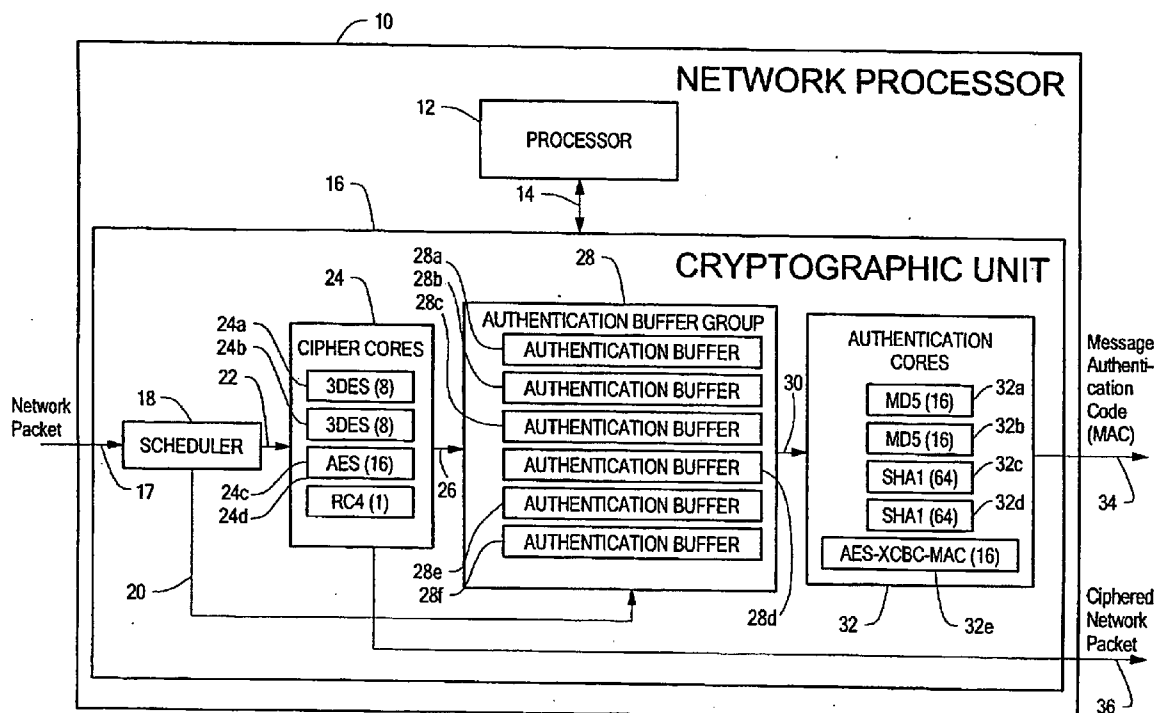 10
NETWORK PROCESSOR
12
PROCESSOR
14
16
CRYPTOGRAPHIC UNIT
28a
28
28b
28c
24
24a
24b
22
18
Network
Packet
SCHEDULER
17
20
24c
24d
CIPHER CORES
3DES (8)
3DES (8)
AES (16)
RC4 (1)
26
AUTHENTICATION BUFFER GROUP
AUTHENTICATION BUFFER
AUTHENTICATION BUFFER
AUTHENTICATION BUFFER
AUTHENTICATION BUFFER
AUTHENTICATION BUFFER
AUTHENTICATION BUFFER
28e
28f
28d
30
AUTHENTICATION
CORES
MD5 (16)
32a
MD5 (16)
32b
SHA1 (64)
32c
SHA1 (64)
32d
AES-XCBC-MAC (16)
32
32e
Message
Authenti-
cation
Code
(MAC)
34
Ciphered
Network
Packet
36